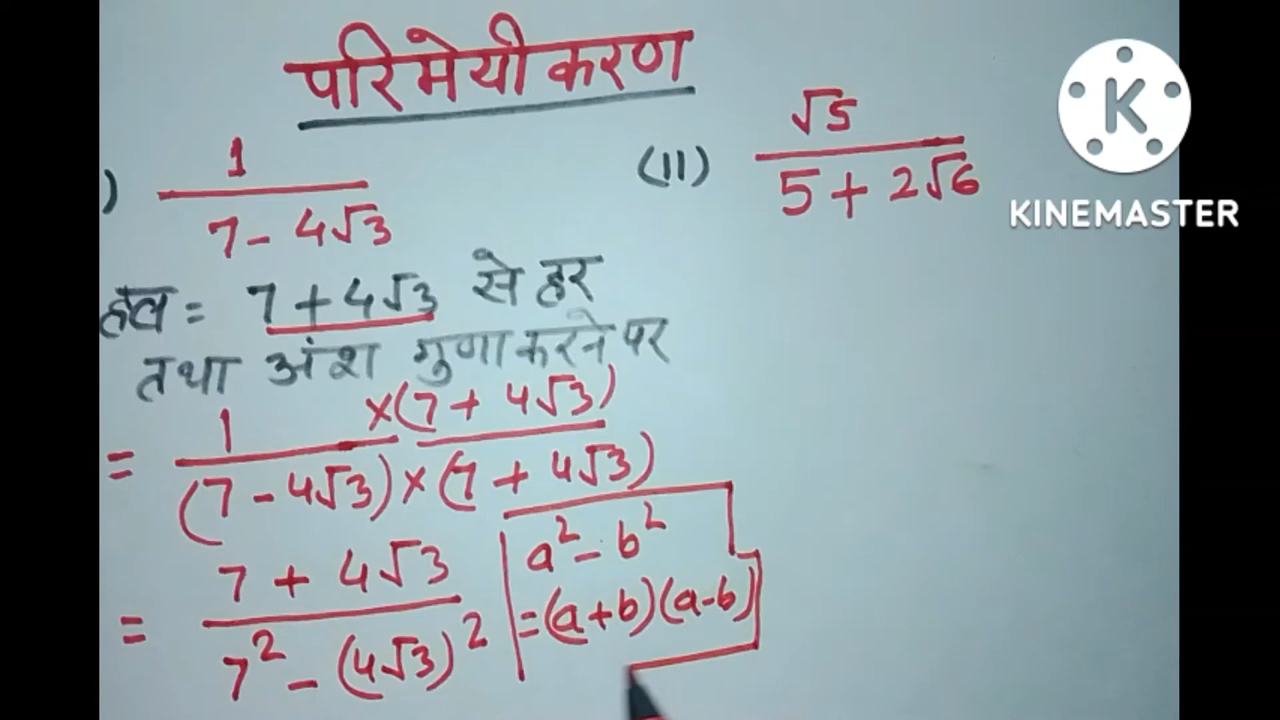 परिमेयीकरण
) 1 / 7 - 4√3
(II) √5 / 5 + 2√6
हल = 7 + 4√3 से हर
तथा अंश गुणा करने पर
= 1 × (7 + 4√3) / (7 - 4√3) × (7 + 4√3)
= 7 + 4√3 / 7² - (4√3)²
a² - b²
= (a+b)(a-b)
K
KINEMASTER